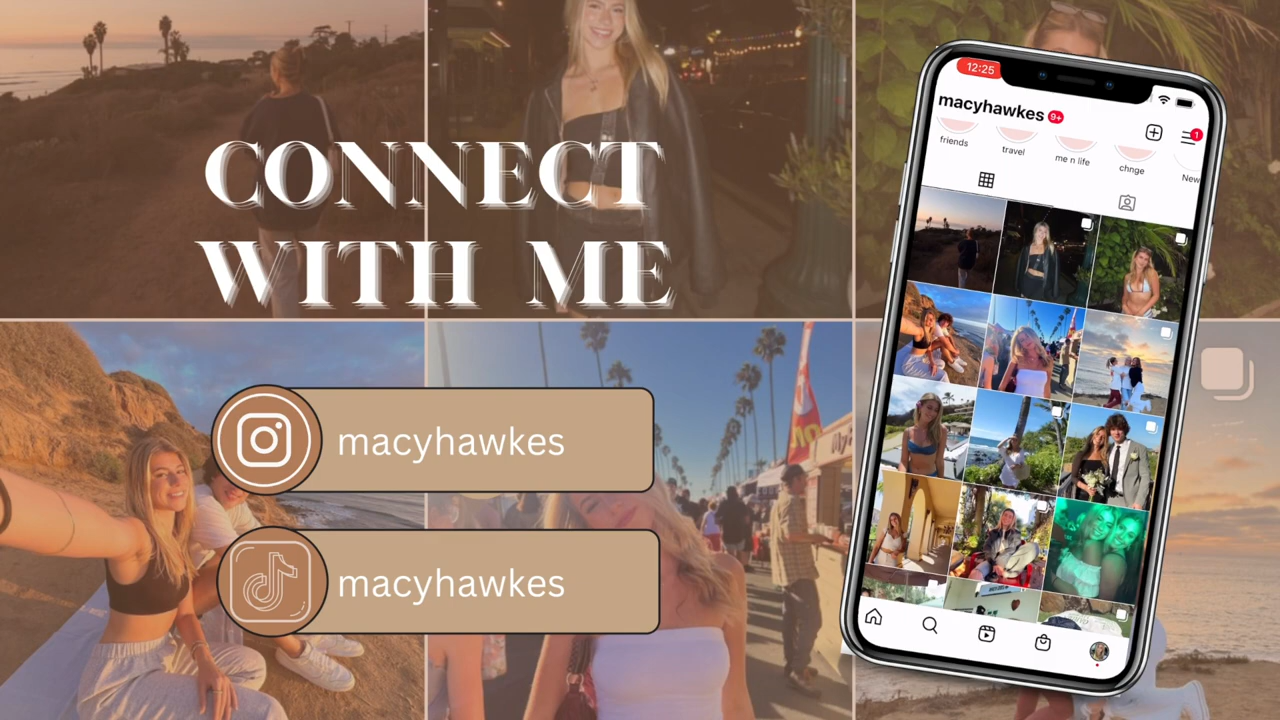 CONNECT
WITH ME
macyhawkes
macyhawkes
12:25
macyhawkes 9+
1
friends
travel
me n life
chnge
New